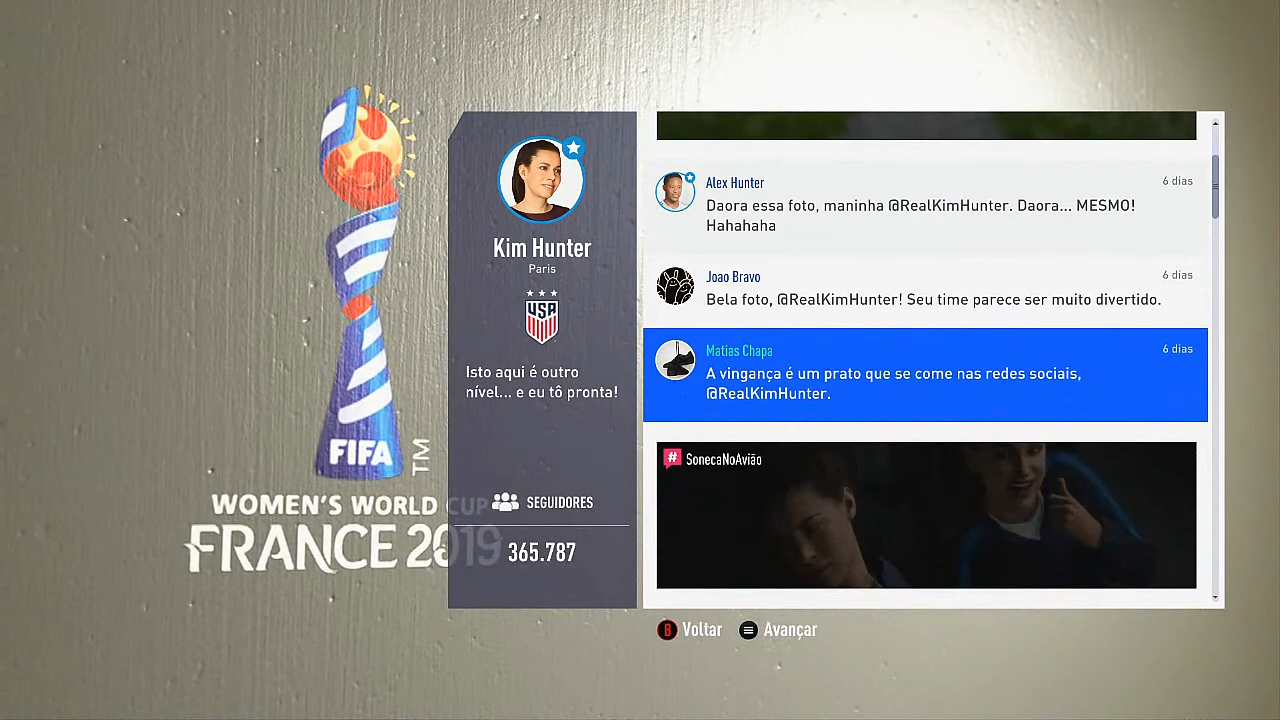 FIFA
TM
WOMEN'S WORLD CUP
FRANCE 2019
Kim Hunter
Paris
USA
Isto aqui é outro
nível... e eu tô pronta!
SEGUIDORES
365.787
Alex Hunter
6 dias
Daora essa foto, maninha @RealKimHunter. Daora... MESMO!
Hahahaha
Joao Bravo
6 dias
Bela foto, @RealKimHunter! Seu time parece ser muito divertido.
Matias Chapa
6 dias
A vingança é um prato que se come nas redes sociais,
@RealKimHunter.
# SonecaNoAvião
B Voltar
Avançar